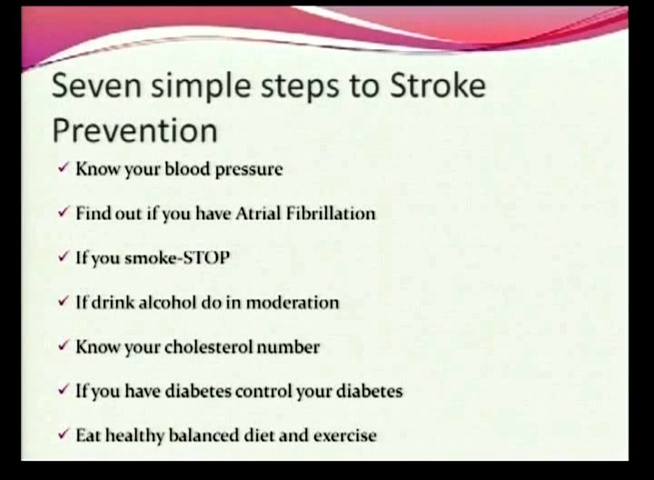 Seven simple steps to Stroke
Prevention
✓ Know your blood pressure
✓ Find out if you have Atrial Fibrillation
✓ If you smoke-STOP
✓ If drink alcohol do in moderation
✓ Know your cholesterol number
✓ If you have diabetes control your diabetes
✓ Eat healthy balanced diet and exercise